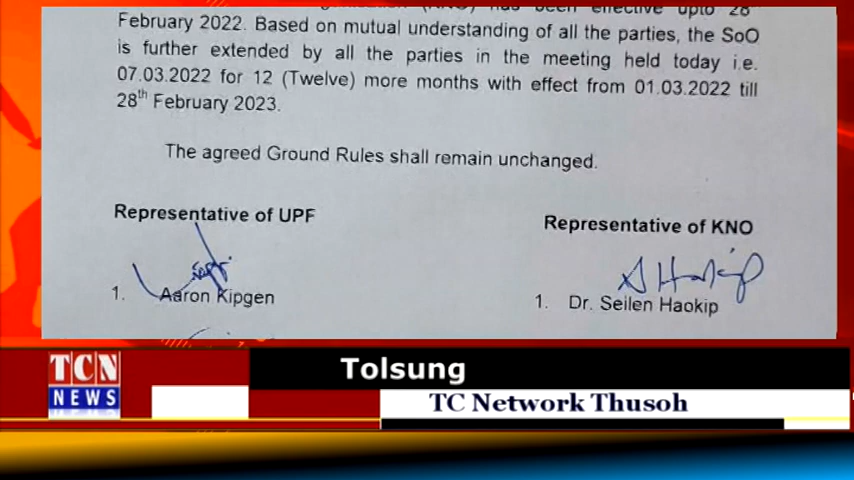 February 2022. Based on mutual understanding of all the parties, the SoO
is further extended by all the parties in the meeting held today i.e.
07.03.2022 for 12 (Twelve) more months with effect from 01.03.2022 till
28th February 2023.
The agreed Ground Rules shall remain unchanged.
Representative of UPF
Representative of KNO
1. Aaron Kipgen
S Haokip
1. Dr. Seilen Haokip
TCN
NEWS
Tolsung
TC Network Thusoh